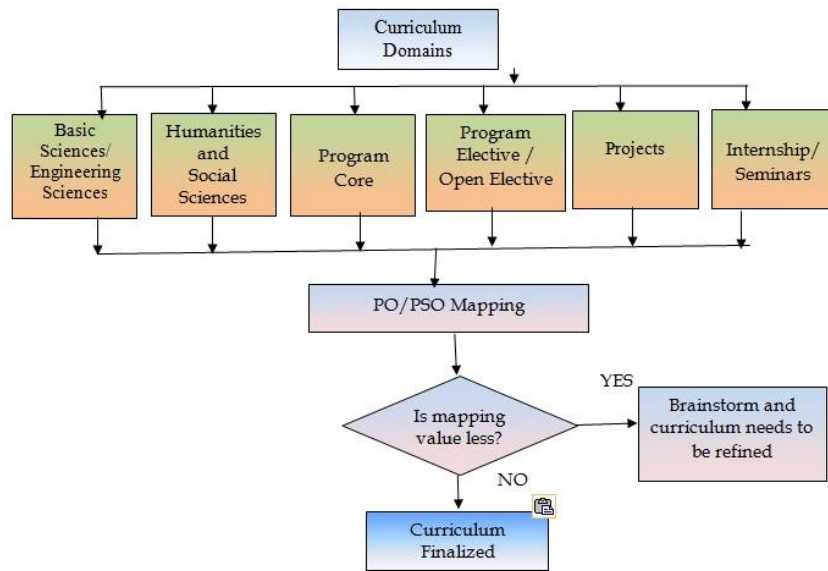 Curriculum
Domains
Basic
Sciences/
Engineering
Sciences
Humanities
and
Social
Sciences
Program
Core
Program
Elective /
Open Elective
Projects
Internship/
Seminars
PO/PSO Mapping
Is mapping
value less?
YES
Brainstorm and
curriculum needs to
be refined
NO
Curriculum
Finalized